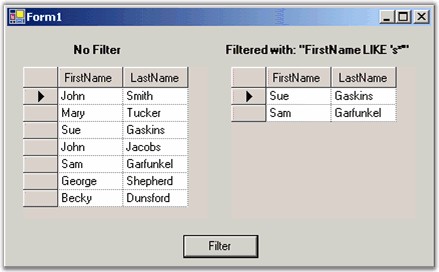 Form1
No Filter
FirstName LastName
John Smith
Mary Tucker
Sue Gaskins
John Jacobs
Sam Garfunkel
George Shepherd
Becky Dunsford
Filtered with: "FirstName LIKE 's*'"
FirstName LastName
Sue Gaskins
Sam Garfunkel
Filter